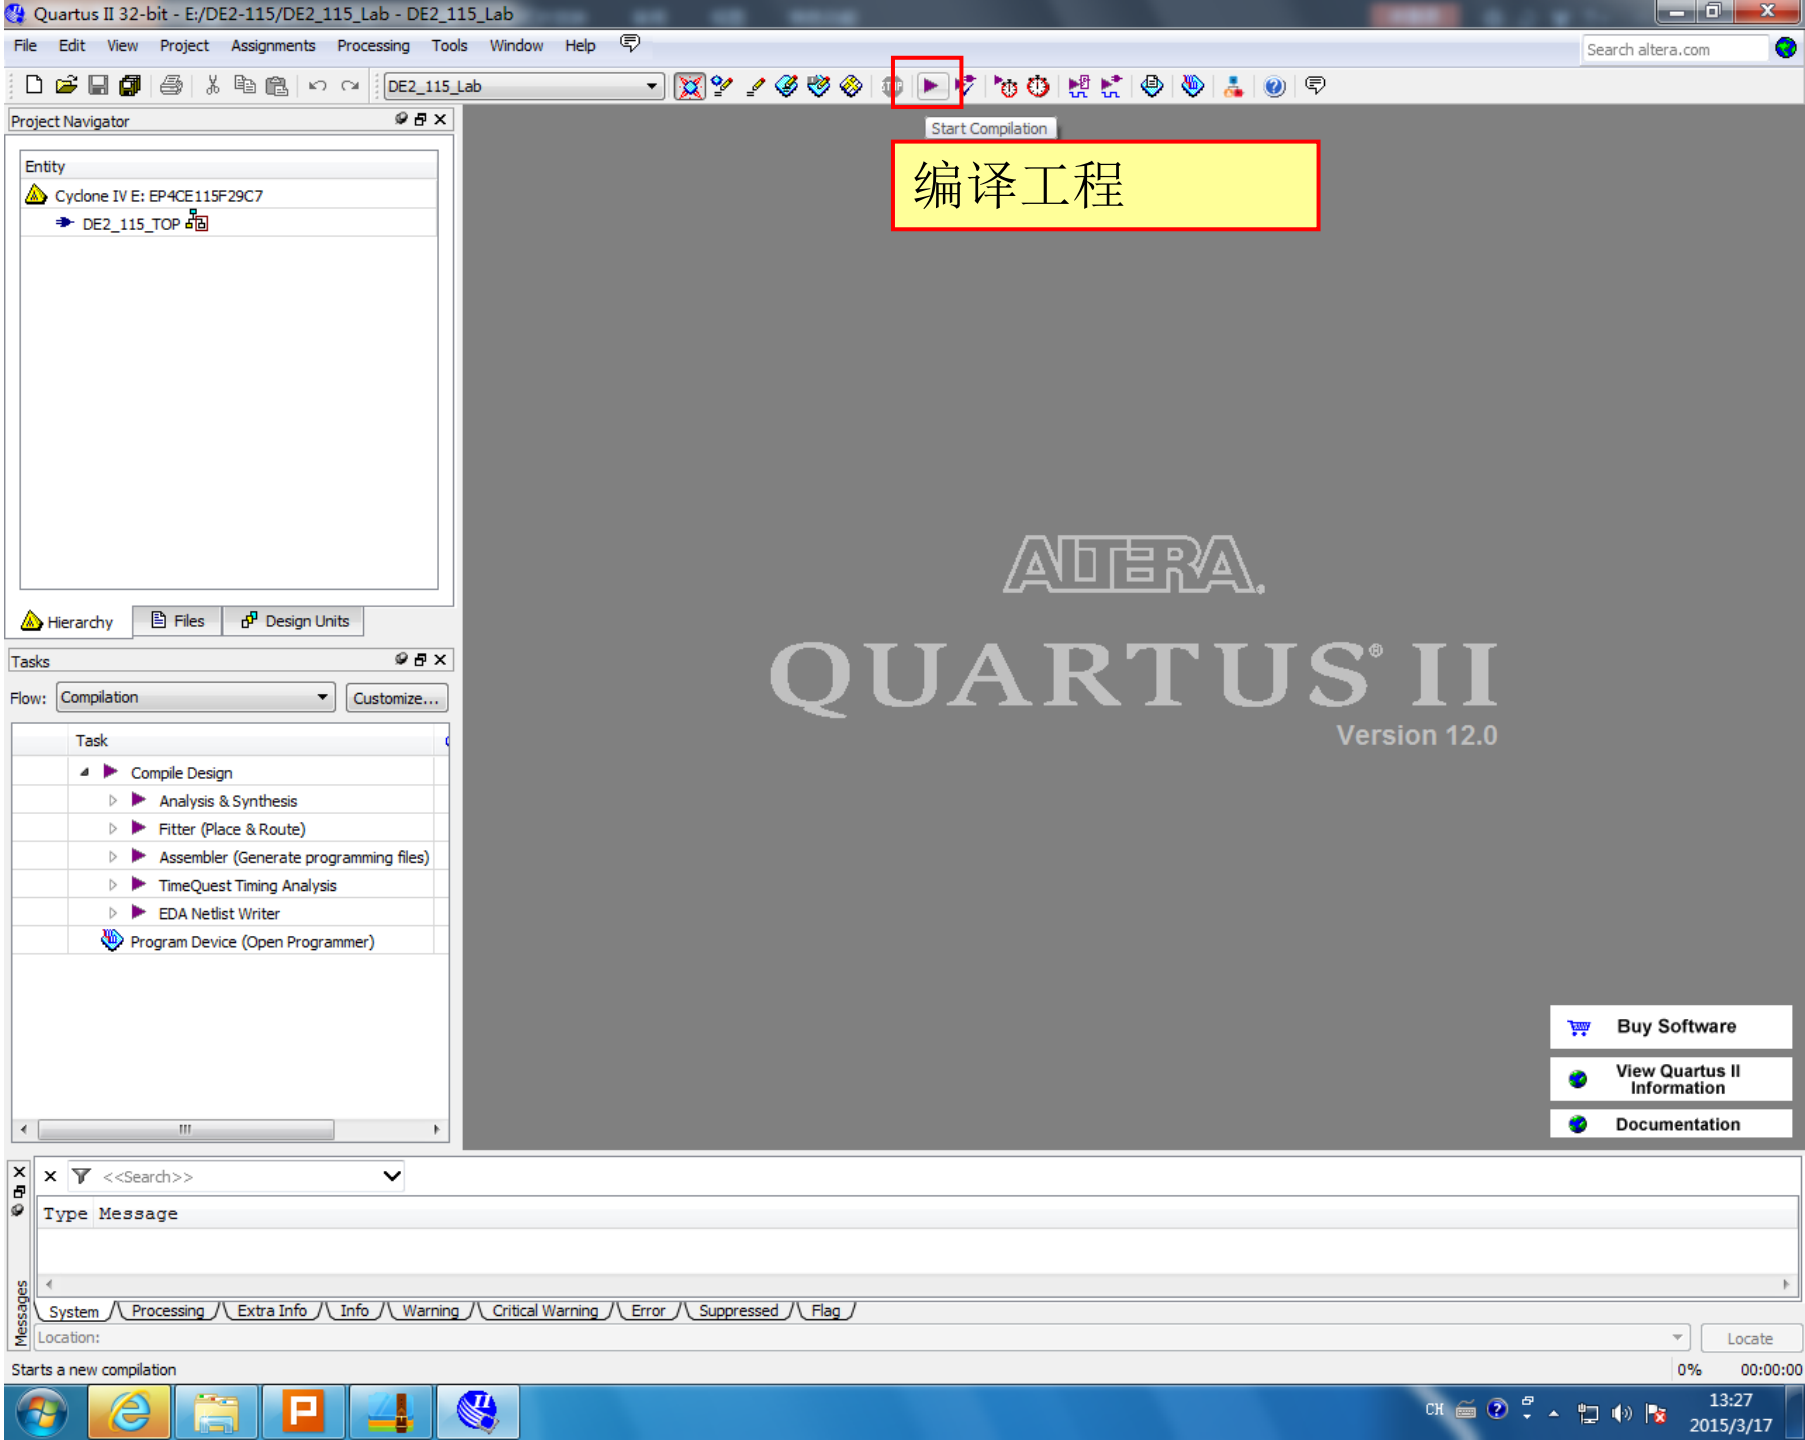 Quartus II 32-bit - E:/DE2-115/DE2_115_Lab - DE2_115_Lab
File Edit View Project Assignments Processing Tools Window Help
Search altera.com
DE2_115_Lab
Start Compilation
编译工程
Project Navigator
Entity
Cyclone IV E: EP4CE115F29C7
DE2_115_TOP
Hierarchy Files Design Units
Tasks
Flow: Compilation Customize...
Task
Compile Design
Analysis & Synthesis
Fitter (Place & Route)
Assembler (Generate programming files)
TimeQuest Timing Analysis
EDA Netlist Writer
Program Device (Open Programmer)
ALTERA.
QUARTUS® II
Version 12.0
Buy Software
View Quartus II
Information
Documentation
<<Search>>
Type Message
Messages
System Processing Extra Info Info Warning Critical Warning Error Suppressed Flag
Location: Locate
Starts a new compilation 0% 00:00:00
CH 13:27
2015/3/17